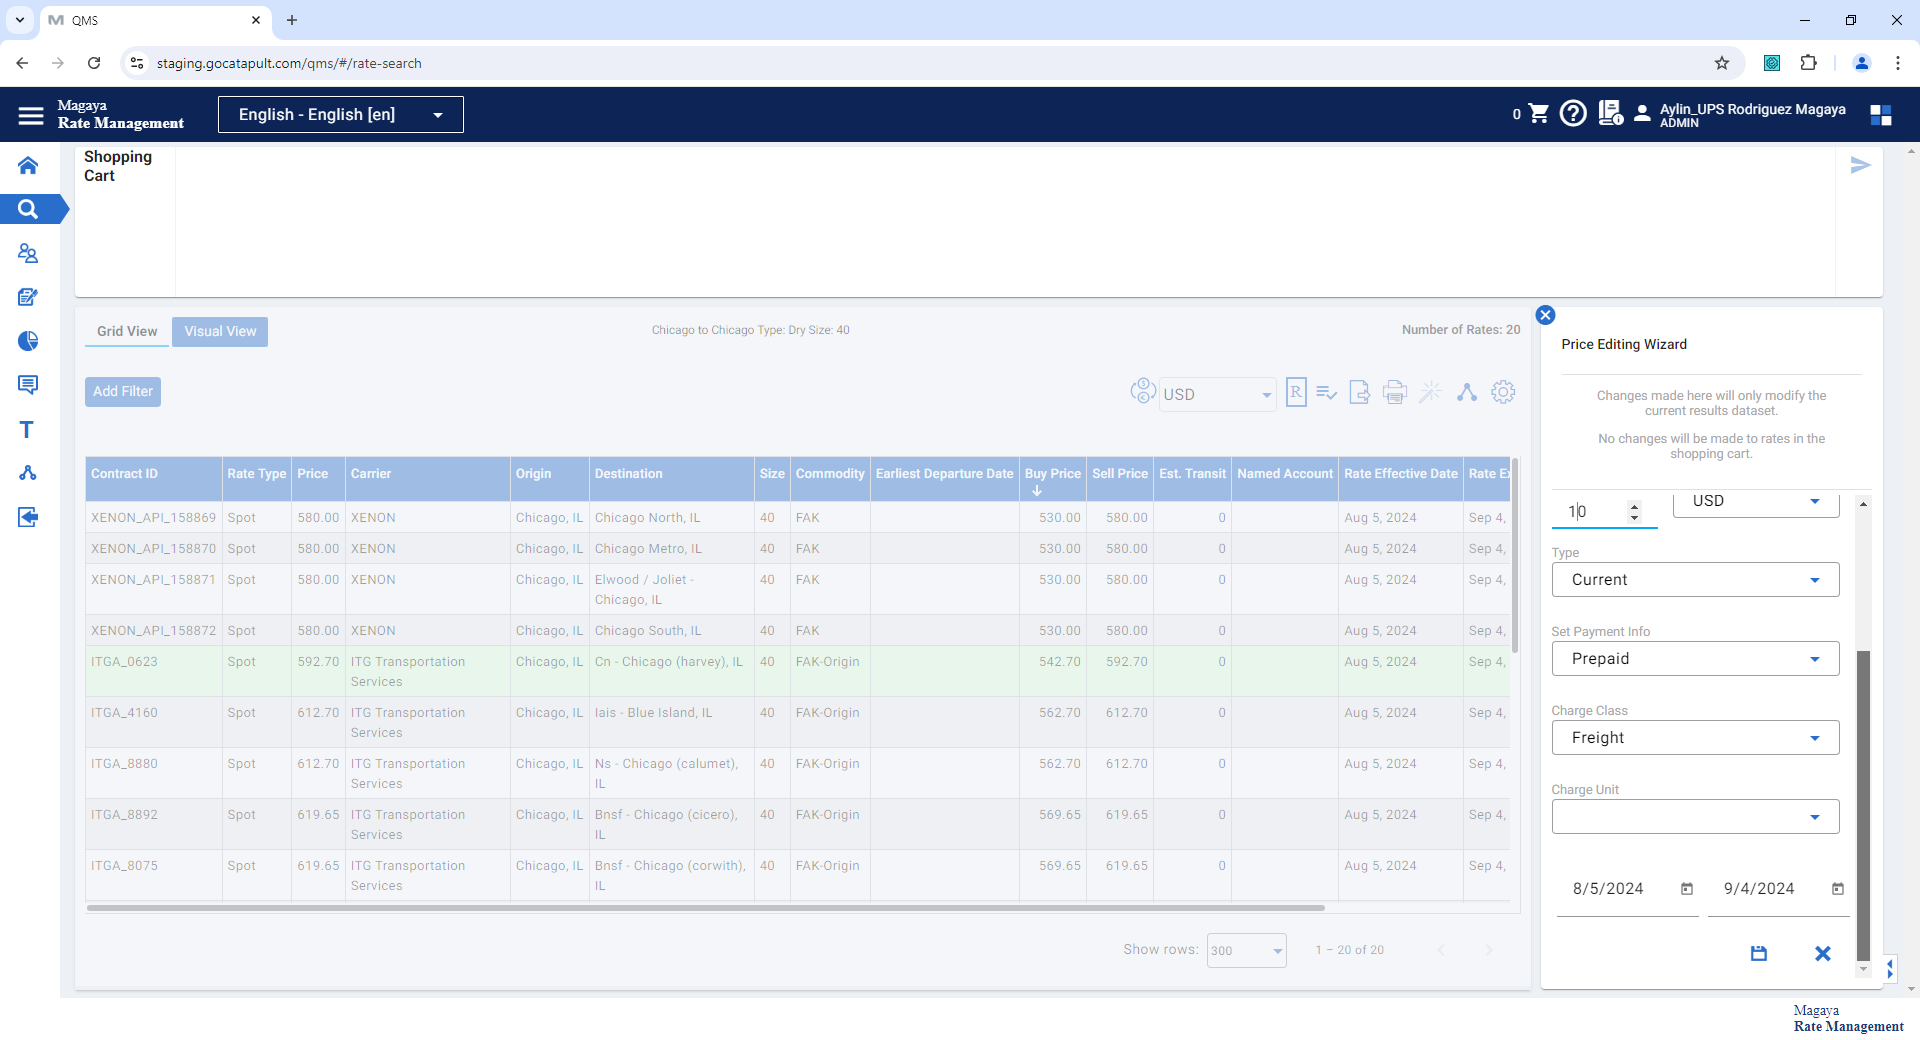 QMS
staging.gocatapult.com/qms/#/rate-search
Magaya
Rate Management
English - English [en]
0
Aylin_UPS Rodriguez Magaya
ADMIN
Shopping
Cart
Grid View
Visual View
Chicago to Chicago Type: Dry Size: 40
Number of Rates: 20
Add Filter
USD
R
Contract ID Rate Type Price Carrier Origin Destination Size Commodity Earliest Departure Date Buy Price Sell Price Est. Transit Named Account Rate Effective Date Rate Ex
XENON_API_158869 Spot 580.00 XENON Chicago, IL Chicago North, IL 40 FAK 530.00 580.00 0 Aug 5, 2024 Sep 4,
XENON_API_158870 Spot 580.00 XENON Chicago, IL Chicago Metro, IL 40 FAK 530.00 580.00 0 Aug 5, 2024 Sep 4,
XENON_API_158871 Spot 580.00 XENON Chicago, IL Elwood / Joliet - 40 FAK 530.00 580.00 0 Aug 5, 2024 Sep 4,
Chicago, IL
XENON_API_158872 Spot 580.00 XENON Chicago, IL Chicago South, IL 40 FAK 530.00 580.00 0 Aug 5, 2024 Sep 4,
ITGA_0623 Spot 592.70 ITG Transportation Chicago, IL Cn - Chicago (harvey), IL 40 FAK-Origin 542.70 592.70 0 Aug 5, 2024 Sep 4,
Services
ITGA_4160 Spot 612.70 ITG Transportation Chicago, IL Iais - Blue Island, IL 40 FAK-Origin 562.70 612.70 0 Aug 5, 2024 Sep 4,
Services
ITGA_8880 Spot 612.70 ITG Transportation Chicago, IL Ns - Chicago (calumet), 40 FAK-Origin 562.70 612.70 0 Aug 5, 2024 Sep 4,
Services IL
ITGA_8892 Spot 619.65 ITG Transportation Chicago, IL Bnsf - Chicago (cicero), 40 FAK-Origin 569.65 619.65 0 Aug 5, 2024 Sep 4,
Services IL
ITGA_8075 Spot 619.65 ITG Transportation Chicago, IL Bnsf - Chicago (corwith), 40 FAK-Origin 569.65 619.65 0 Aug 5, 2024 Sep 4,
Services IL
Show rows: 300 1 – 20 of 20
Price Editing Wizard
Changes made here will only modify the
current results dataset.
No changes will be made to rates in the
shopping cart.
10 USD
Type
Current
Set Payment Info
Prepaid
Charge Class
Freight
Charge Unit
8/5/2024 9/4/2024
Magaya
Rate Management